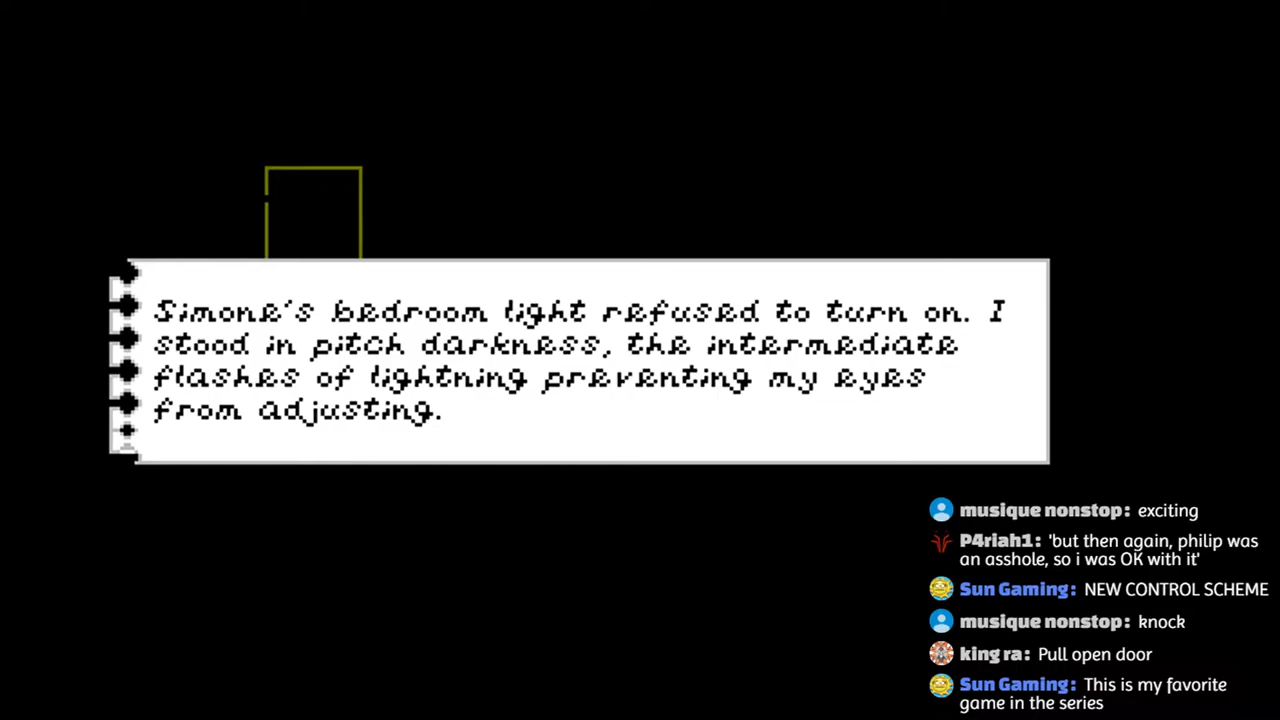 Simone's bedroom light refused to turn on. I
stood in pitch darkness, the intermediate
flashes of lightning preventing my eyes
from adjusting.
musique nonstop: exciting
P4riah1: 'but then again, philip was
an asshole, so i was OK with it'
Sun Gaming: NEW CONTROL SCHEME
musique nonstop: knock
king ra: Pull open door
Sun Gaming: This is my favorite
game in the series